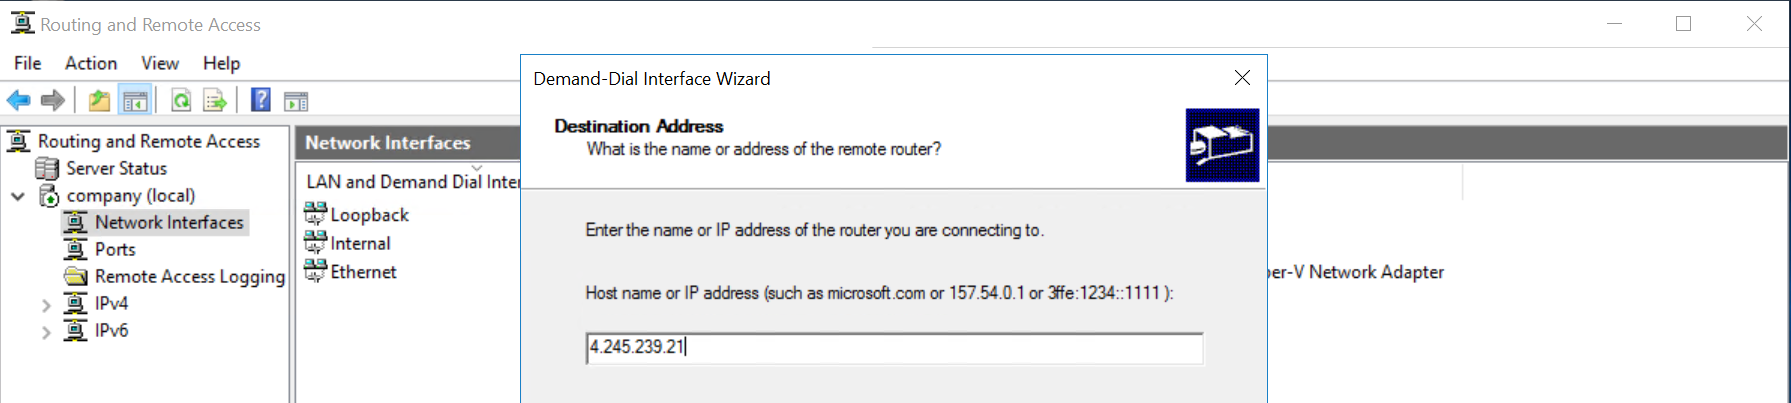 Routing and Remote Access
File Action View Help
Demand-Dial Interface Wizard
Destination Address
What is the name or address of the remote router?
Routing and Remote Access
Server Status
company (local)
Network Interfaces
Ports
Remote Access Logging
IPv4
IPv6
Network Interfaces
LAN and Demand Dial Inte
Loopback
Internal
Ethernet
Enter the name or IP address of the router you are connecting to.
Host name or IP address (such as microsoft.com or 157.54.0.1 or 3ffe:1234::1111 ):
4.245.239.21
er-V Network Adapter